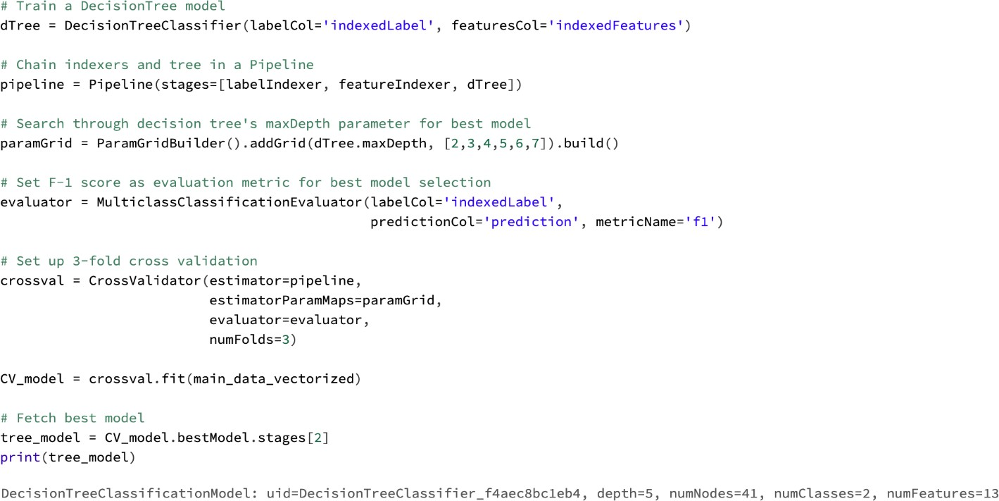 # Train a DecisionTree model
dTree = DecisionTreeClassifier(labelCol='indexedLabel', featuresCol='indexedFeatures')

# Chain indexers and tree in a Pipeline
pipeline = Pipeline(stages=[labelIndexer, featureIndexer, dTree])

# Search through decision tree's maxDepth parameter for best model
paramGrid = ParamGridBuilder().addGrid(dTree.maxDepth, [2,3,4,5,6,7]).build()

# Set F-1 score as evaluation metric for best model selection
evaluator = MulticlassClassificationEvaluator(labelCol='indexedLabel',
                                              predictionCol='prediction', metricName='f1')

# Set up 3-fold cross validation
crossval = CrossValidator(estimator=pipeline,
                          estimatorParamMaps=paramGrid,
                          evaluator=evaluator,
                          numFolds=3)

CV_model = crossval.fit(main_data_vectorized)

# Fetch best model
tree_model = CV_model.bestModel.stages[2]
print(tree_model)

DecisionTreeClassificationModel: uid=DecisionTreeClassifier_f4aec8bc1eb4, depth=5, numNodes=41, numClasses=2, numFeatures=13